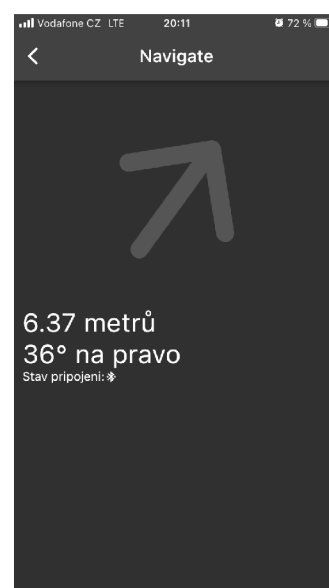 Vodafone CZ LTE 20:11 72 %
Navigate
6.37 metrů
36° na pravo
Stav pripojeni: